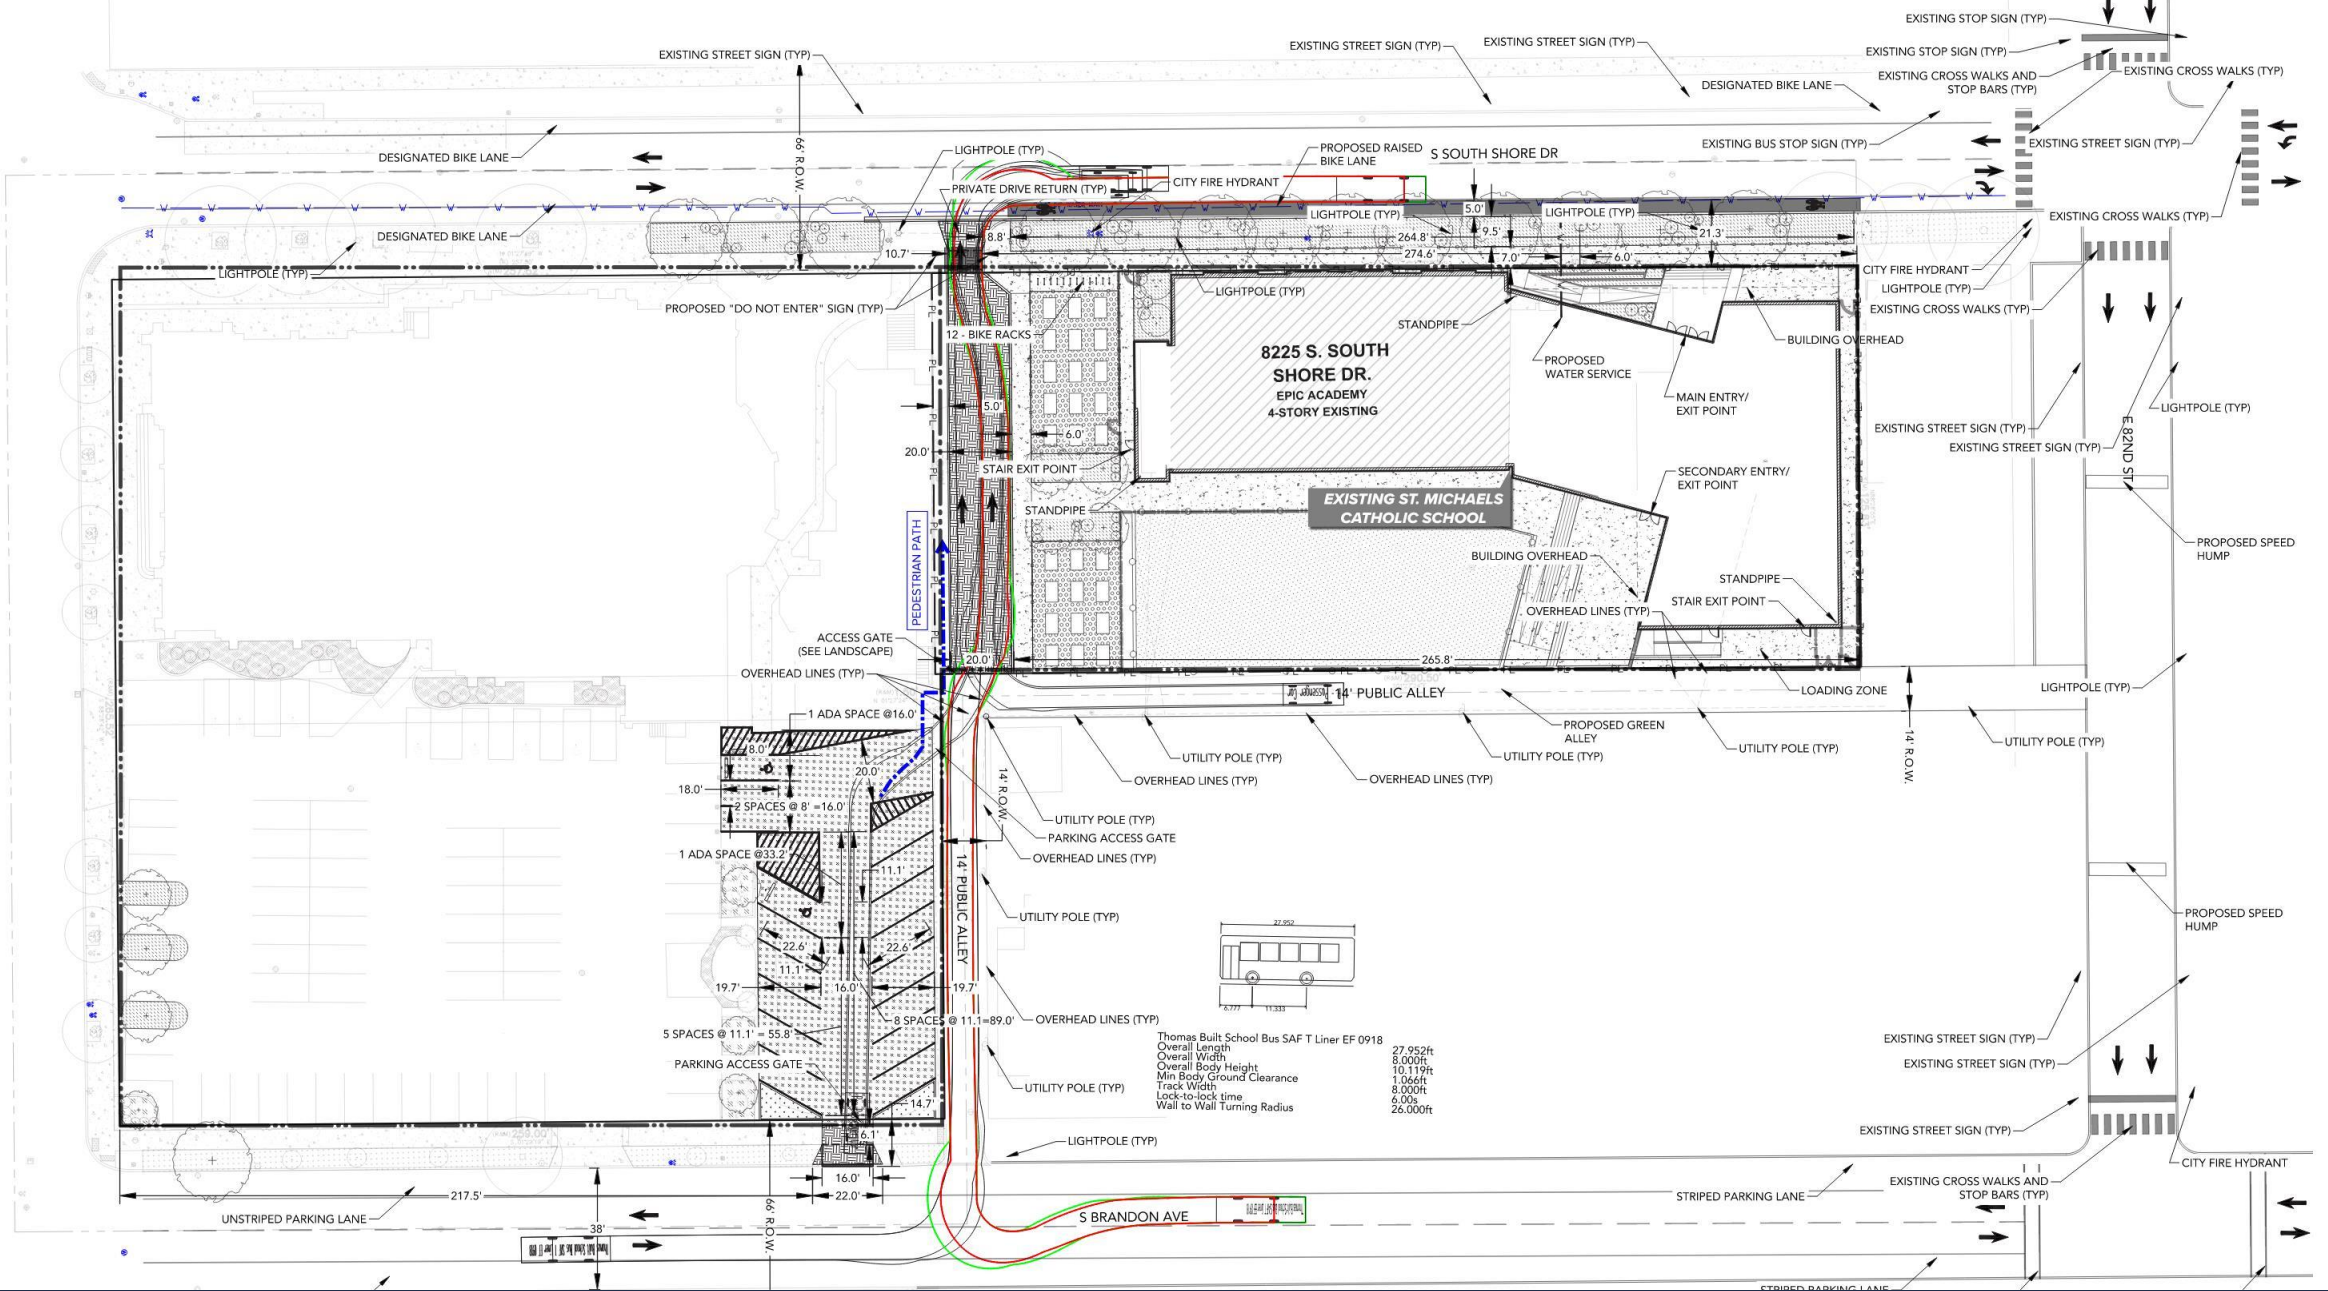 EXISTING STOP SIGN (TYP)
EXISTING STREET SIGN (TYP)
EXISTING STREET SIGN (TYP)
EXISTING STREET SIGN (TYP)
EXISTING STOP SIGN (TYP)
EXISTING CROSS WALKS AND
STOP BARS (TYP)
EXISTING CROSS WALKS (TYP)
DESIGNATED BIKE LANE
EXISTING BUS STOP SIGN (TYP)
EXISTING STREET SIGN (TYP)
DESIGNATED BIKE LANE
66' R.O.W.
LIGHTPOLE (TYP)
PROPOSED RAISED
BIKE LANE
S SOUTH SHORE DR
PRIVATE DRIVE RETURN (TYP)
CITY FIRE HYDRANT
DESIGNATED BIKE LANE
LIGHTPOLE (TYP)
5.0'
LIGHTPOLE (TYP)
EXISTING CROSS WALKS (TYP)
8.8'
264.8'
9.5'
21.3'
10.7'
274.6'
7.0'
6.0'
LIGHTPOLE (TYP)
CITY FIRE HYDRANT
LIGHTPOLE (TYP)
LIGHTPOLE (TYP)
PROPOSED "DO NOT ENTER" SIGN (TYP)
EXISTING CROSS WALKS (TYP)
STANDPIPE
12 - BIKE RACKS
BUILDING OVERHEAD
8225 S. SOUTH
SHORE DR.
EPIC ACADEMY
4-STORY EXISTING
PROPOSED
WATER SERVICE
MAIN ENTRY/
EXIT POINT
5.0'
LIGHTPOLE (TYP)
EXISTING STREET SIGN (TYP)
EXISTING STREET SIGN (TYP)
E 82ND ST
6.0'
20.0'
STAIR EXIT POINT
SECONDARY ENTRY/
EXIT POINT
STANDPIPE
EXISTING ST. MICHAELS
CATHOLIC SCHOOL
PEDESTRIAN PATH
BUILDING OVERHEAD
PROPOSED SPEED
HUMP
STANDPIPE
STAIR EXIT POINT
OVERHEAD LINES (TYP)
ACCESS GATE
(SEE LANDSCAPE)
20.0'
265.8'
OVERHEAD LINES (TYP)
290.50'
Passenger Car
14' PUBLIC ALLEY
LOADING ZONE
LIGHTPOLE (TYP)
1 ADA SPACE @16.0'
PROPOSED GREEN
ALLEY
14' R.O.W.
8.0'
UTILITY POLE (TYP)
UTILITY POLE (TYP)
UTILITY POLE (TYP)
UTILITY POLE (TYP)
20.0'
OVERHEAD LINES (TYP)
OVERHEAD LINES (TYP)
18.0'
14' R.O.W.
2 SPACES @ 8' =16.0'
UTILITY POLE (TYP)
PARKING ACCESS GATE
1 ADA SPACE @33.2'
OVERHEAD LINES (TYP)
11.1'
14' PUBLIC ALLEY
UTILITY POLE (TYP)
PROPOSED SPEED
HUMP
27.952
22.6'
22.6'
11.1'
19.7'
16.0'
19.7'
6.777
11.333
8 SPACES @ 11.1=89.0'
OVERHEAD LINES (TYP)
5 SPACES @ 11.1' = 55.8'
Thomas Built School Bus SAF T Liner EF 0918
Overall Length 27.952ft
Overall Width 8.000ft
Overall Body Height 10.119ft
Min Body Ground Clearance 1.066ft
Track Width 8.000ft
Lock-to-lock time 6.00s
Wall to Wall Turning Radius 26.000ft
EXISTING STREET SIGN (TYP)
PARKING ACCESS GATE
EXISTING STREET SIGN (TYP)
UTILITY POLE (TYP)
14.7'
6.1'
259.00'
LIGHTPOLE (TYP)
EXISTING STREET SIGN (TYP)
CITY FIRE HYDRANT
16.0'
EXISTING CROSS WALKS AND
STOP BARS (TYP)
217.5'
22.0'
STRIPED PARKING LANE
UNSTRIPED PARKING LANE
38'
66' R.O.W.
S BRANDON AVE
STRIPED PARKING LANE